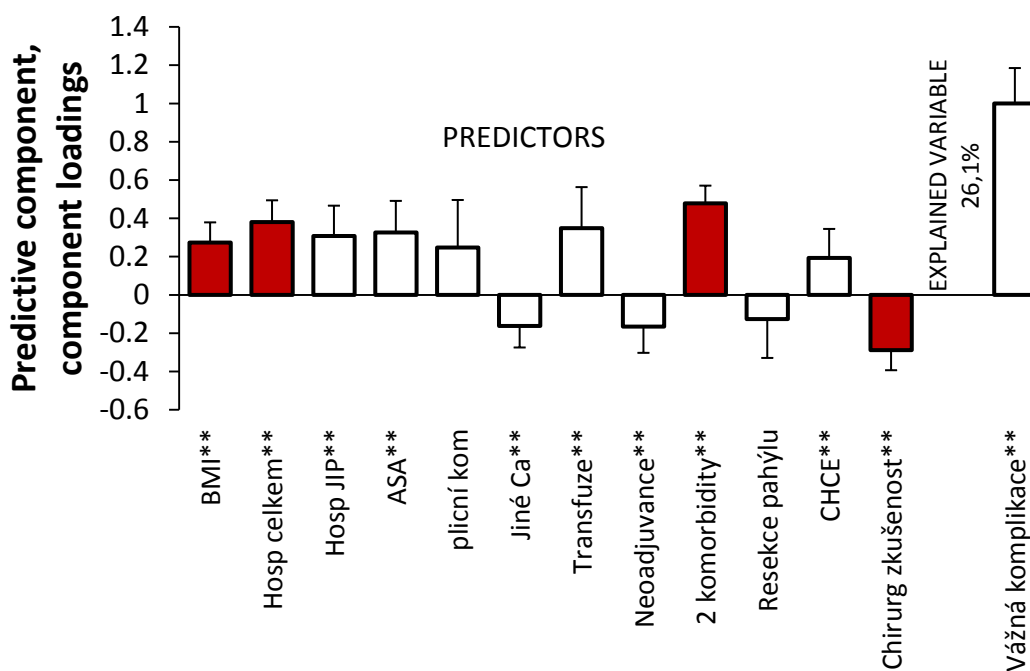 Predictive component,
component loadings
1.4
1.2
1
0.8
0.6
0.4
0.2
0
-0.2
-0.4
-0.6
PREDICTORS
EXPLAINED VARIABLE
26,1%
BMI**
Hosp celkem**
Hosp JIP**
ASA**
plicní kom
Jiné Ca**
Transfuze**
Neoadjuvance**
2 komorbidity**
Resekce pahýlu
CHCE**
Chirurg zkušenost**
Vážná komplikace**